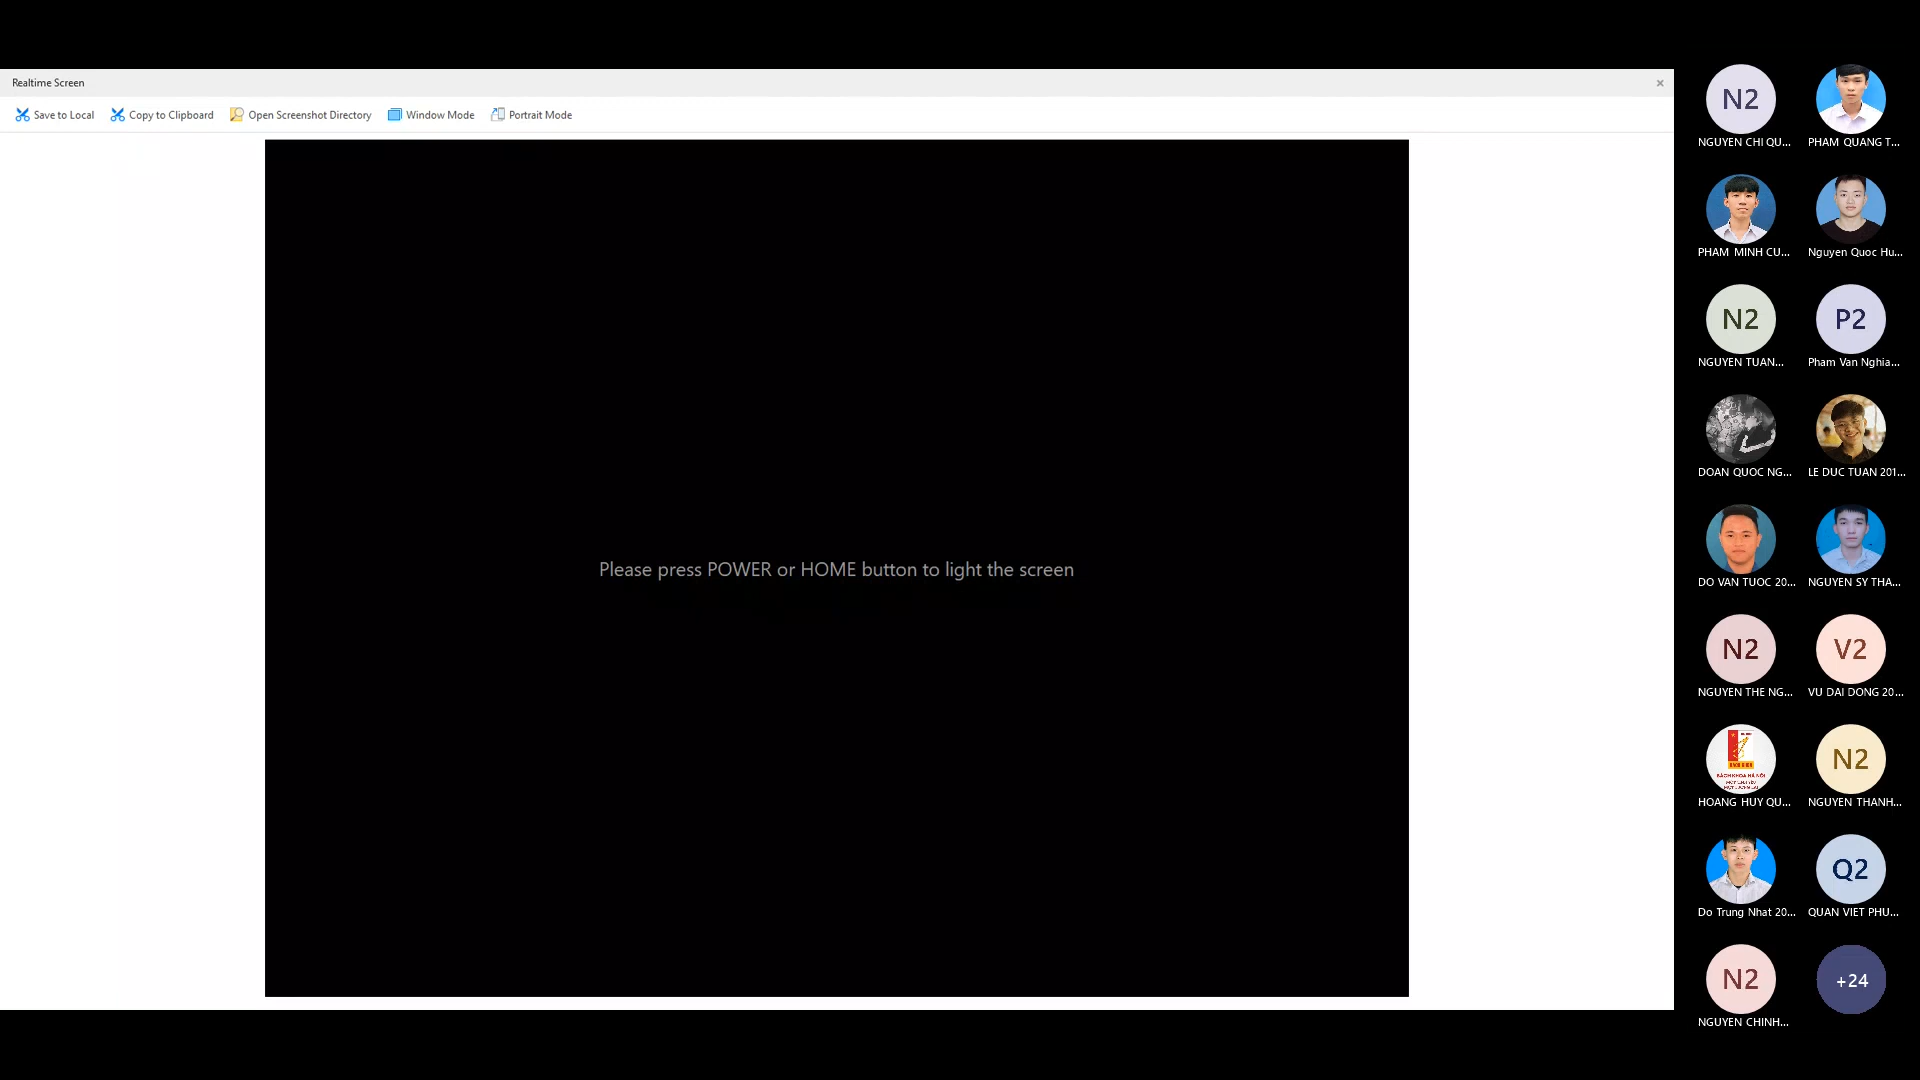 Realtime Screen
Save to Local Copy to Clipboard Open Screenshot Directory Window Mode Portrait Mode
Please press POWER or HOME button to light the screen
N2
NGUYEN CHI QU... PHAM QUANG T...
PHAM MINH CU... Nguyen Quoc Hu...
N2 P2
NGUYEN TUAN... Pham Van Nghia...
DOAN QUOC NG... LE DUC TUAN 201...
DO VAN TUOC 20... NGUYEN SY THA...
N2 V2
NGUYEN THE NG... VU DAI DONG 20...
BÁCH KHOA HÀ NỘI
N2
HOANG HUY QU... NGUYEN THANH...
Q2
Do Trung Nhat 20... QUAN VIET PHU...
N2 +24
NGUYEN CHINH...